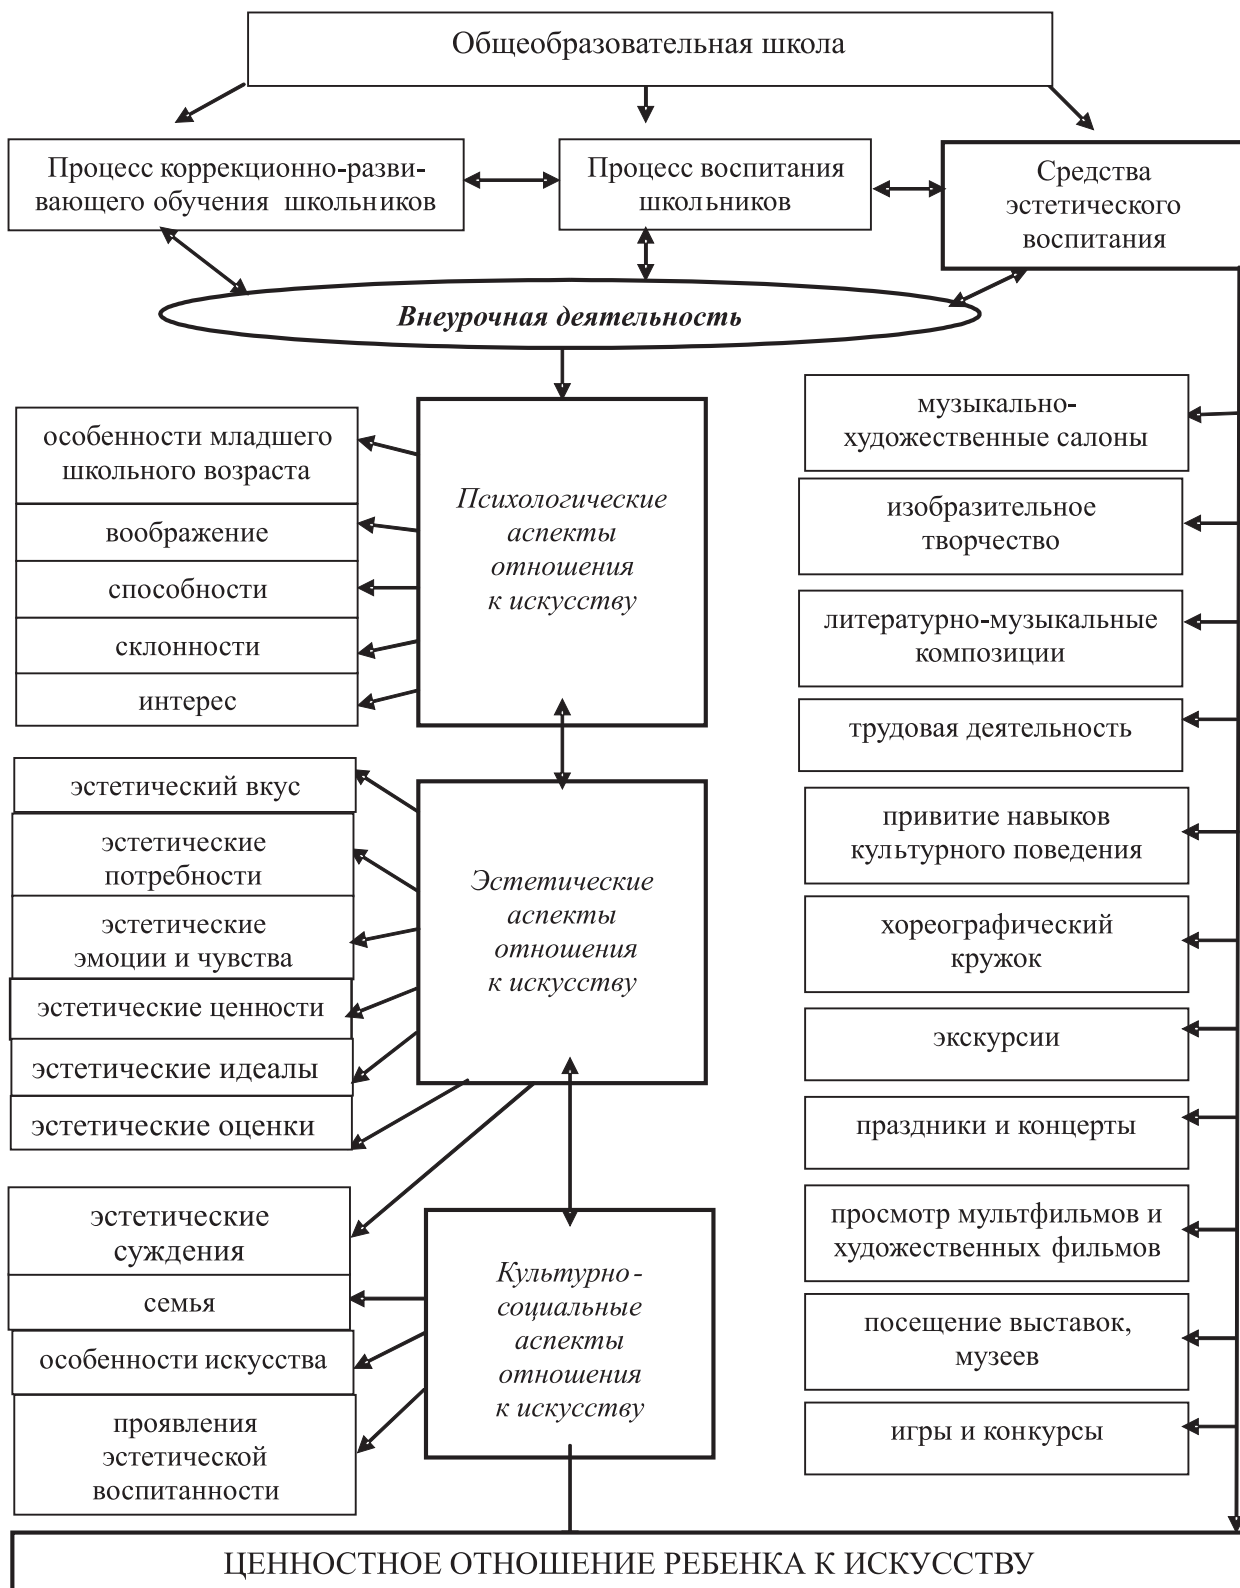 Общеобразовательная школа
Процесс коррекционно-разви-
вающего обучения школьников
Процесс воспитания
школьников
Средства
эстетического
воспитания
Внеурочная деятельность
особенности младшего
школьного возраста
воображение
способности
склонности
интерес
Психологические
аспекты
отношения
к искусству
эстетический вкус
эстетические
потребности
эстетические
эмоции и чувства
эстетические ценности
эстетические идеалы
эстетические оценки
Эстетические
аспекты
отношения
к искусству
эстетические
суждения
семья
особенности искусства
проявления
эстетической
воспитанности
Культурно-
социальные
аспекты
отношения
к искусству
музыкально-
художественные салоны
изобразительное
творчество
литературно-музыкальные
композиции
трудовая деятельность
привитие навыков
культурного поведения
хореографический
кружок
экскурсии
праздники и концерты
просмотр мультфильмов и
художественных фильмов
посещение выставок,
музеев
игры и конкурсы
ЦЕННОСТНОЕ ОТНОШЕНИЕ РЕБЕНКА К ИСКУССТВУ